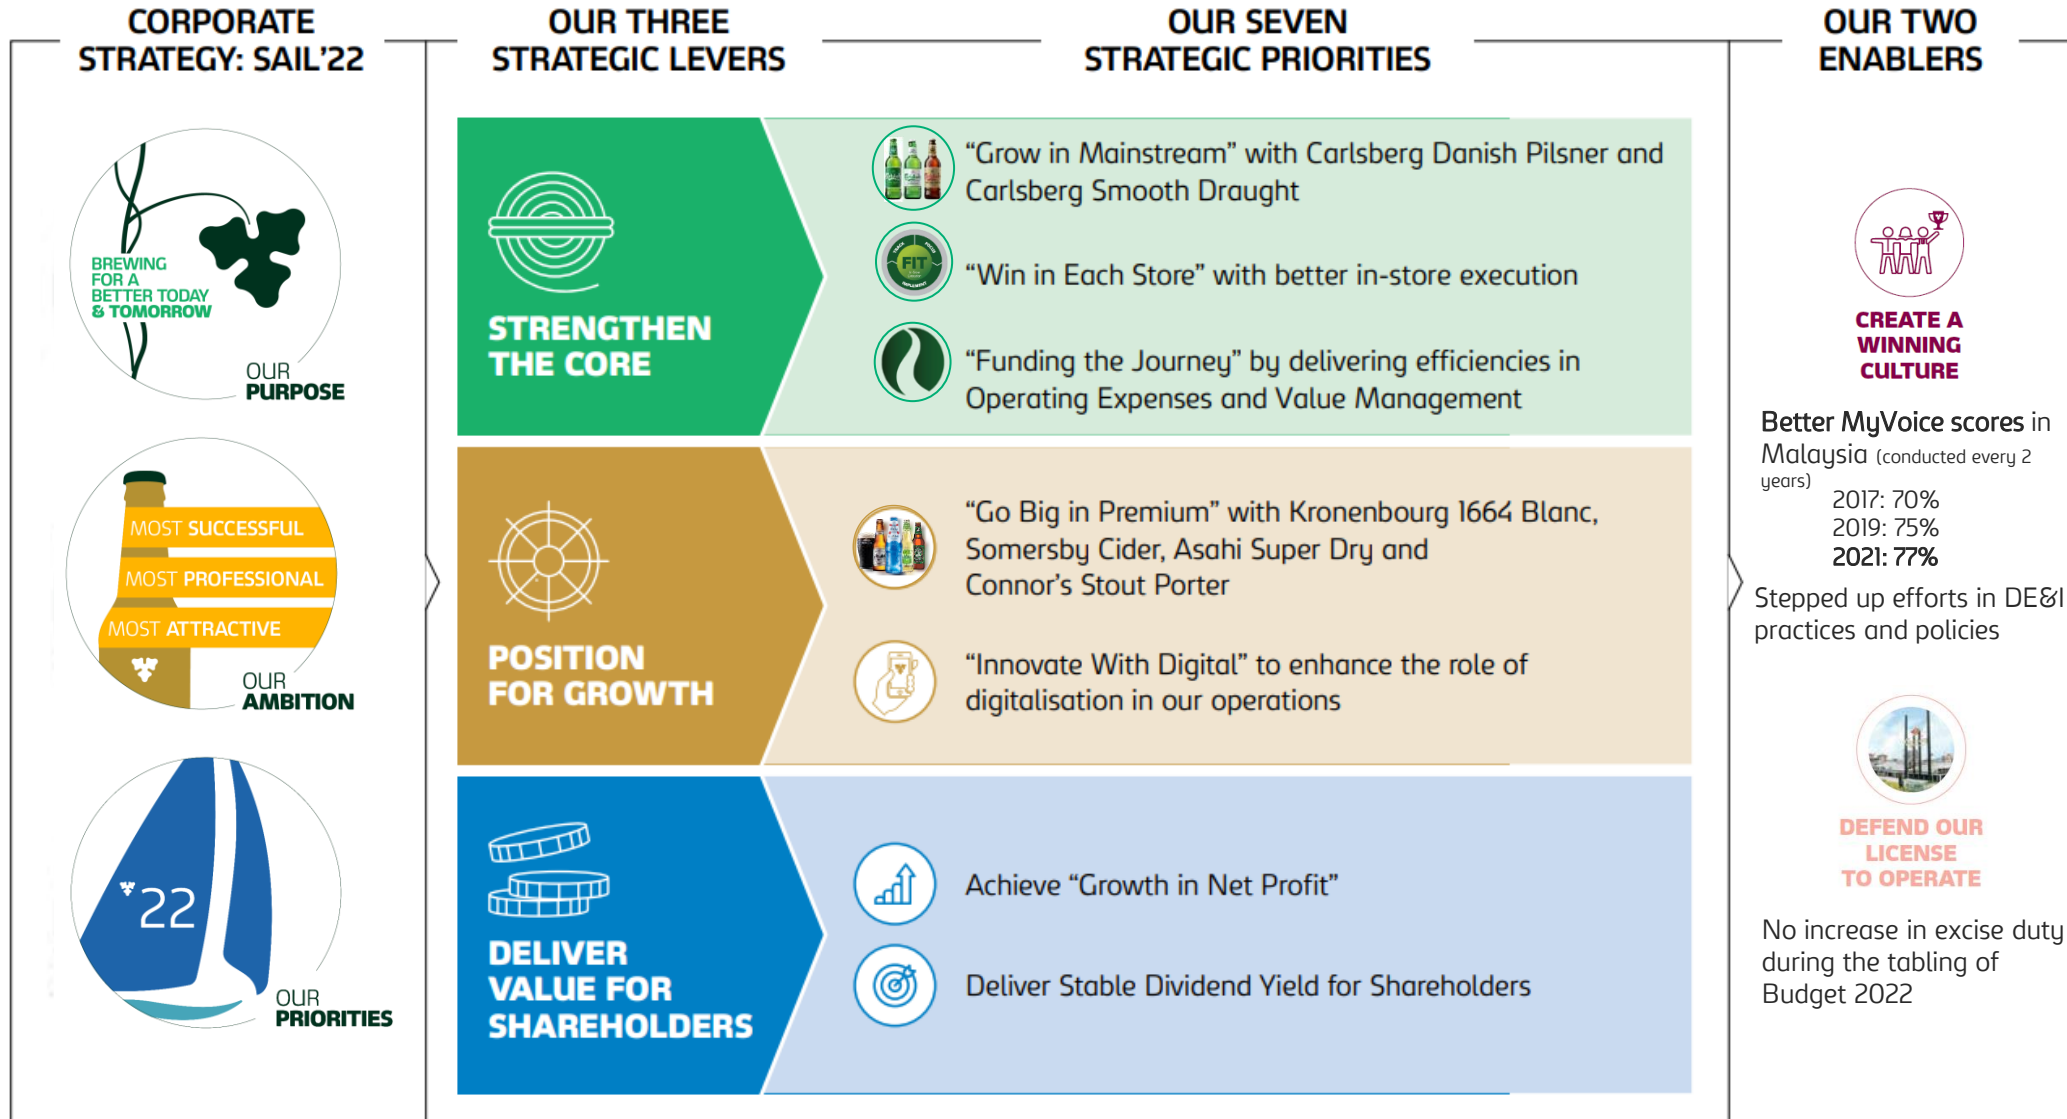 CORPORATE
STRATEGY: SAIL’22
BREWING
FOR A
BETTER TODAY
& TOMORROW
OUR
PURPOSE
MOST SUCCESSFUL
MOST PROFESSIONAL
MOST ATTRACTIVE
OUR
AMBITION
’22
OUR
PRIORITIES
OUR THREE
STRATEGIC LEVERS
OUR SEVEN
STRATEGIC PRIORITIES
STRENGTHEN
THE CORE
“Grow in Mainstream” with Carlsberg Danish Pilsner and
Carlsberg Smooth Draught
FIT
“Win in Each Store” with better in-store execution
“Funding the Journey” by delivering efficiencies in
Operating Expenses and Value Management
POSITION
FOR GROWTH
“Go Big in Premium” with Kronenbourg 1664 Blanc,
Somersby Cider, Asahi Super Dry and
Connor’s Stout Porter
“Innovate With Digital” to enhance the role of
digitalisation in our operations
DELIVER
VALUE FOR
SHAREHOLDERS
Achieve “Growth in Net Profit”
Deliver Stable Dividend Yield for Shareholders
OUR TWO
ENABLERS
CREATE A
WINNING
CULTURE
Better MyVoice scores in
Malaysia (conducted every 2
years)
2017: 70%
2019: 75%
2021: 77%
Stepped up efforts in DE&I
practices and policies
DEFEND OUR
LICENSE
TO OPERATE
No increase in excise duty
during the tabling of
Budget 2022